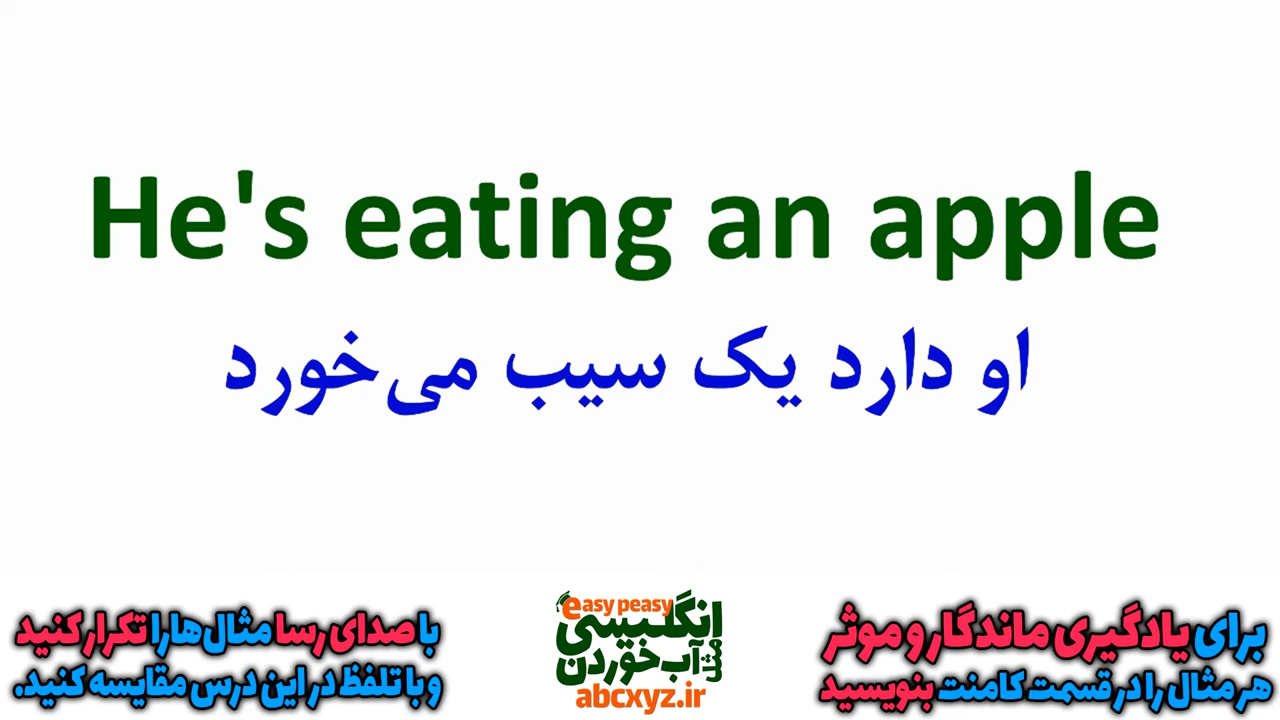 He's eating an apple
او دارد یک سیب می‌خورد
برای یادگیری ماندگار و موثر
هر مثال را در قسمت کامنت بنویسید
easy peasy
انگلیسی
مثل آب خوردن
abcxyz.ir
با صدای رسا مثال‌ها را تکرار کنید
و با تلفظ در این درس مقایسه کنید.